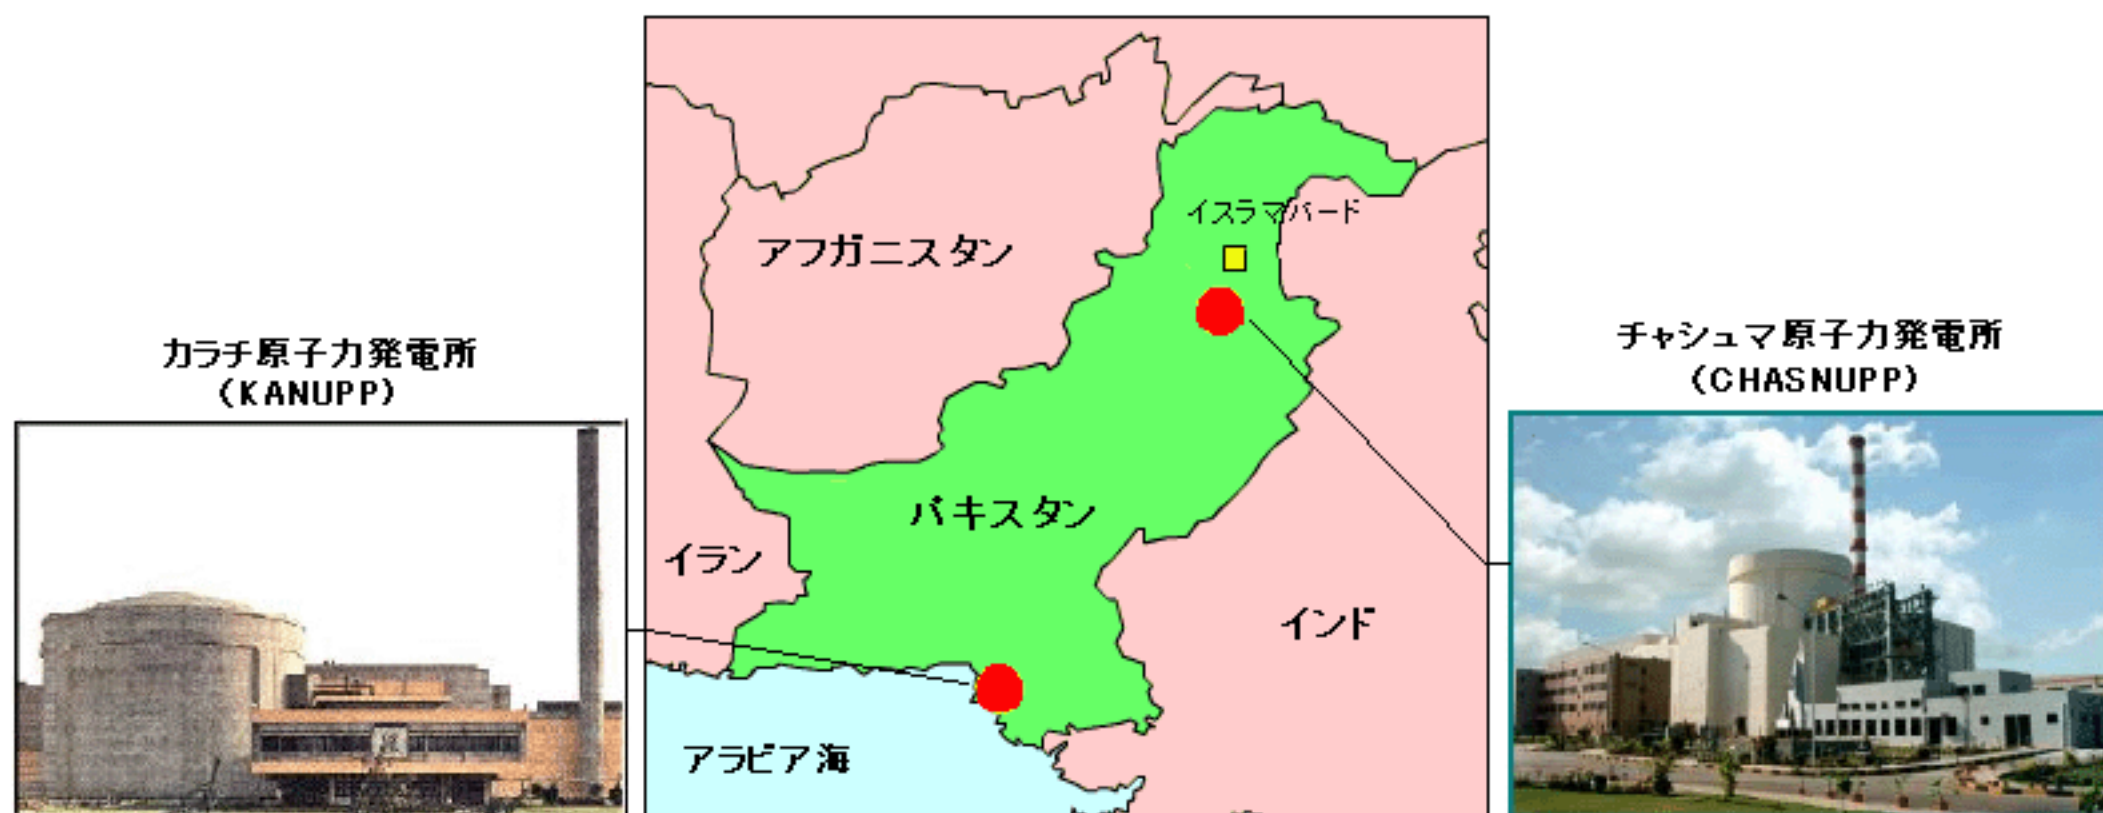 カラチ原子力発電所
(KANUPP)
アフガニスタン
イスラマバード
パキスタン
イラン
インド
アラビア海
チャシュマ原子力発電所
(CHASNUPP)